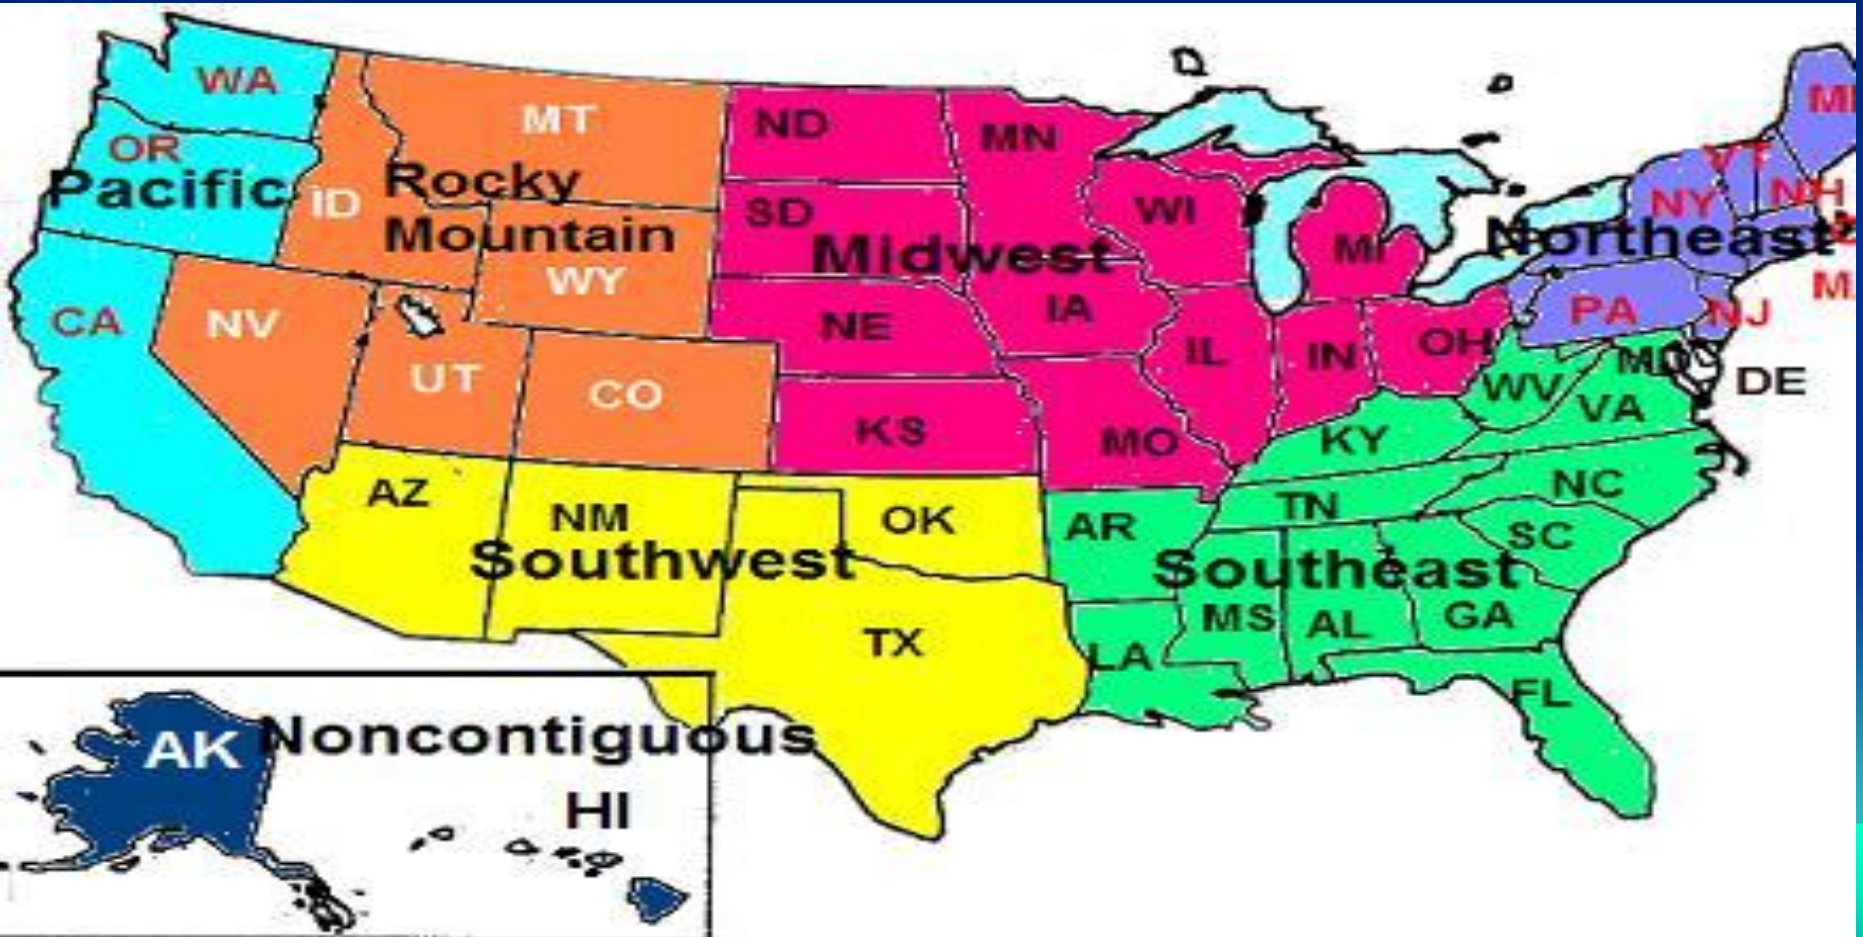 WA
OR
Pacific
CA
MT
ID
Rocky
Mountain
WY
NV
UT
CO
ND
MN
SD
WI
Midwest
MI
NE
IA
IL
IN
OH
KS
MO
VT
NY
NH
Northeast
PA
NJ
MD
DE
WV
VA
KY
AZ
NM
OK
Southwest
TX
AR
TN
NC
SC
Southeast
MS
AL
GA
LA
FL
AK
Noncontiguous
HI